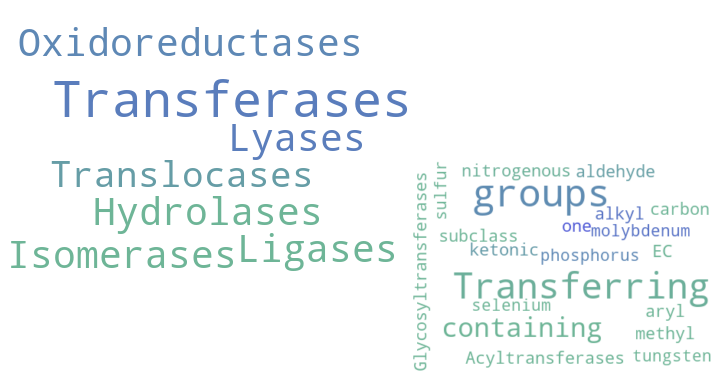 Oxidoreductases
Transferases
Lyases
Translocases
Hydrolases
Isomerases Ligases
nitrogenous aldehyde
sulfur
groups
alkyl carbon
one molybdenum
subclass
ketonic phosphorus EC
Glycosyltransferases
Transferring
selenium aryl
containing methyl
Acyltransferases tungsten